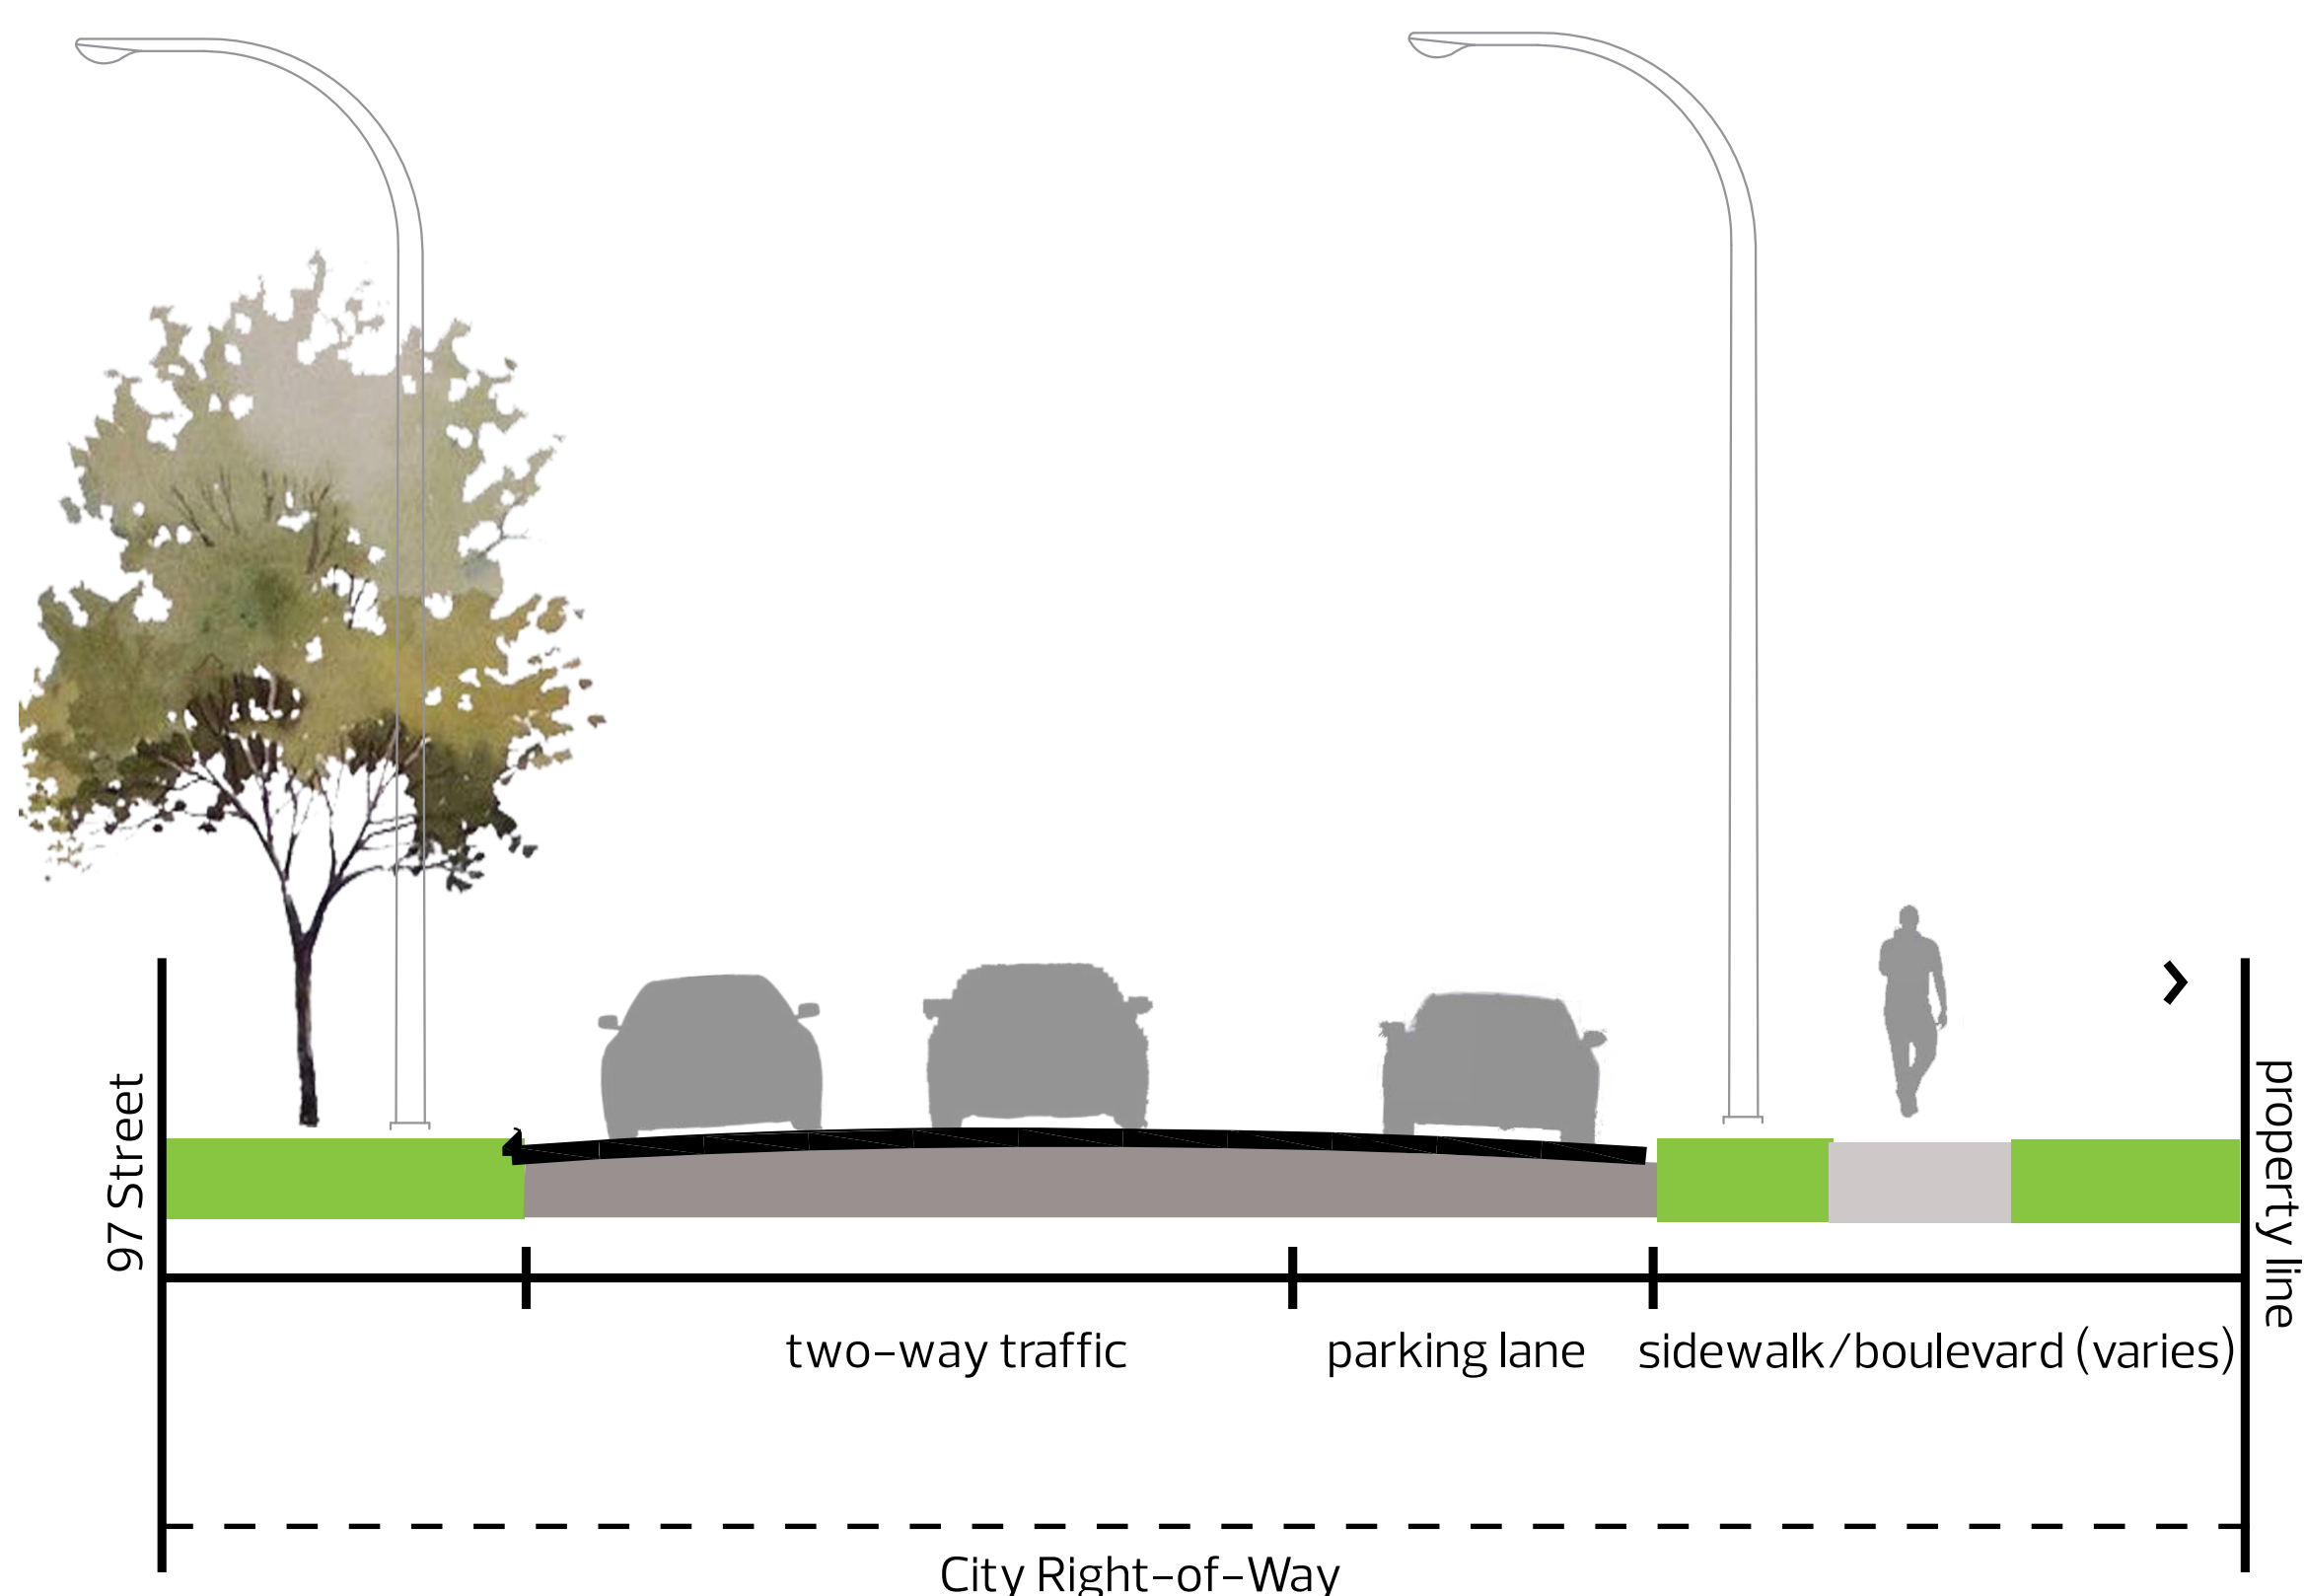 97 Street
property line
two-way traffic
parking lane
sidewalk/boulevard (varies)
City Right-of-Way